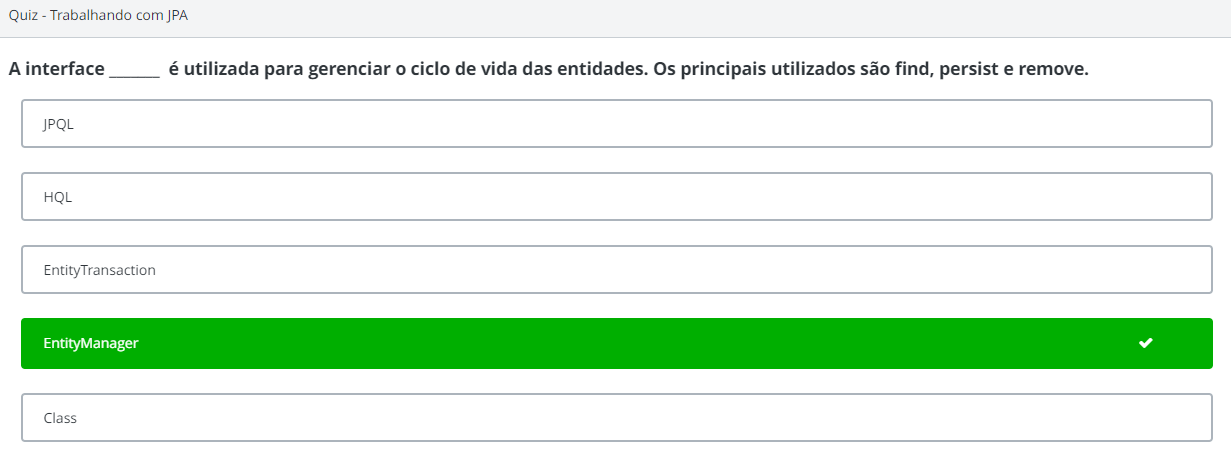 Quiz - Trabalhando com JPA
A interface _______ é utilizada para gerenciar o ciclo de vida das entidades. Os principais utilizados são find, persist e remove.
JPQL
HQL
EntityTransaction
EntityManager
Class